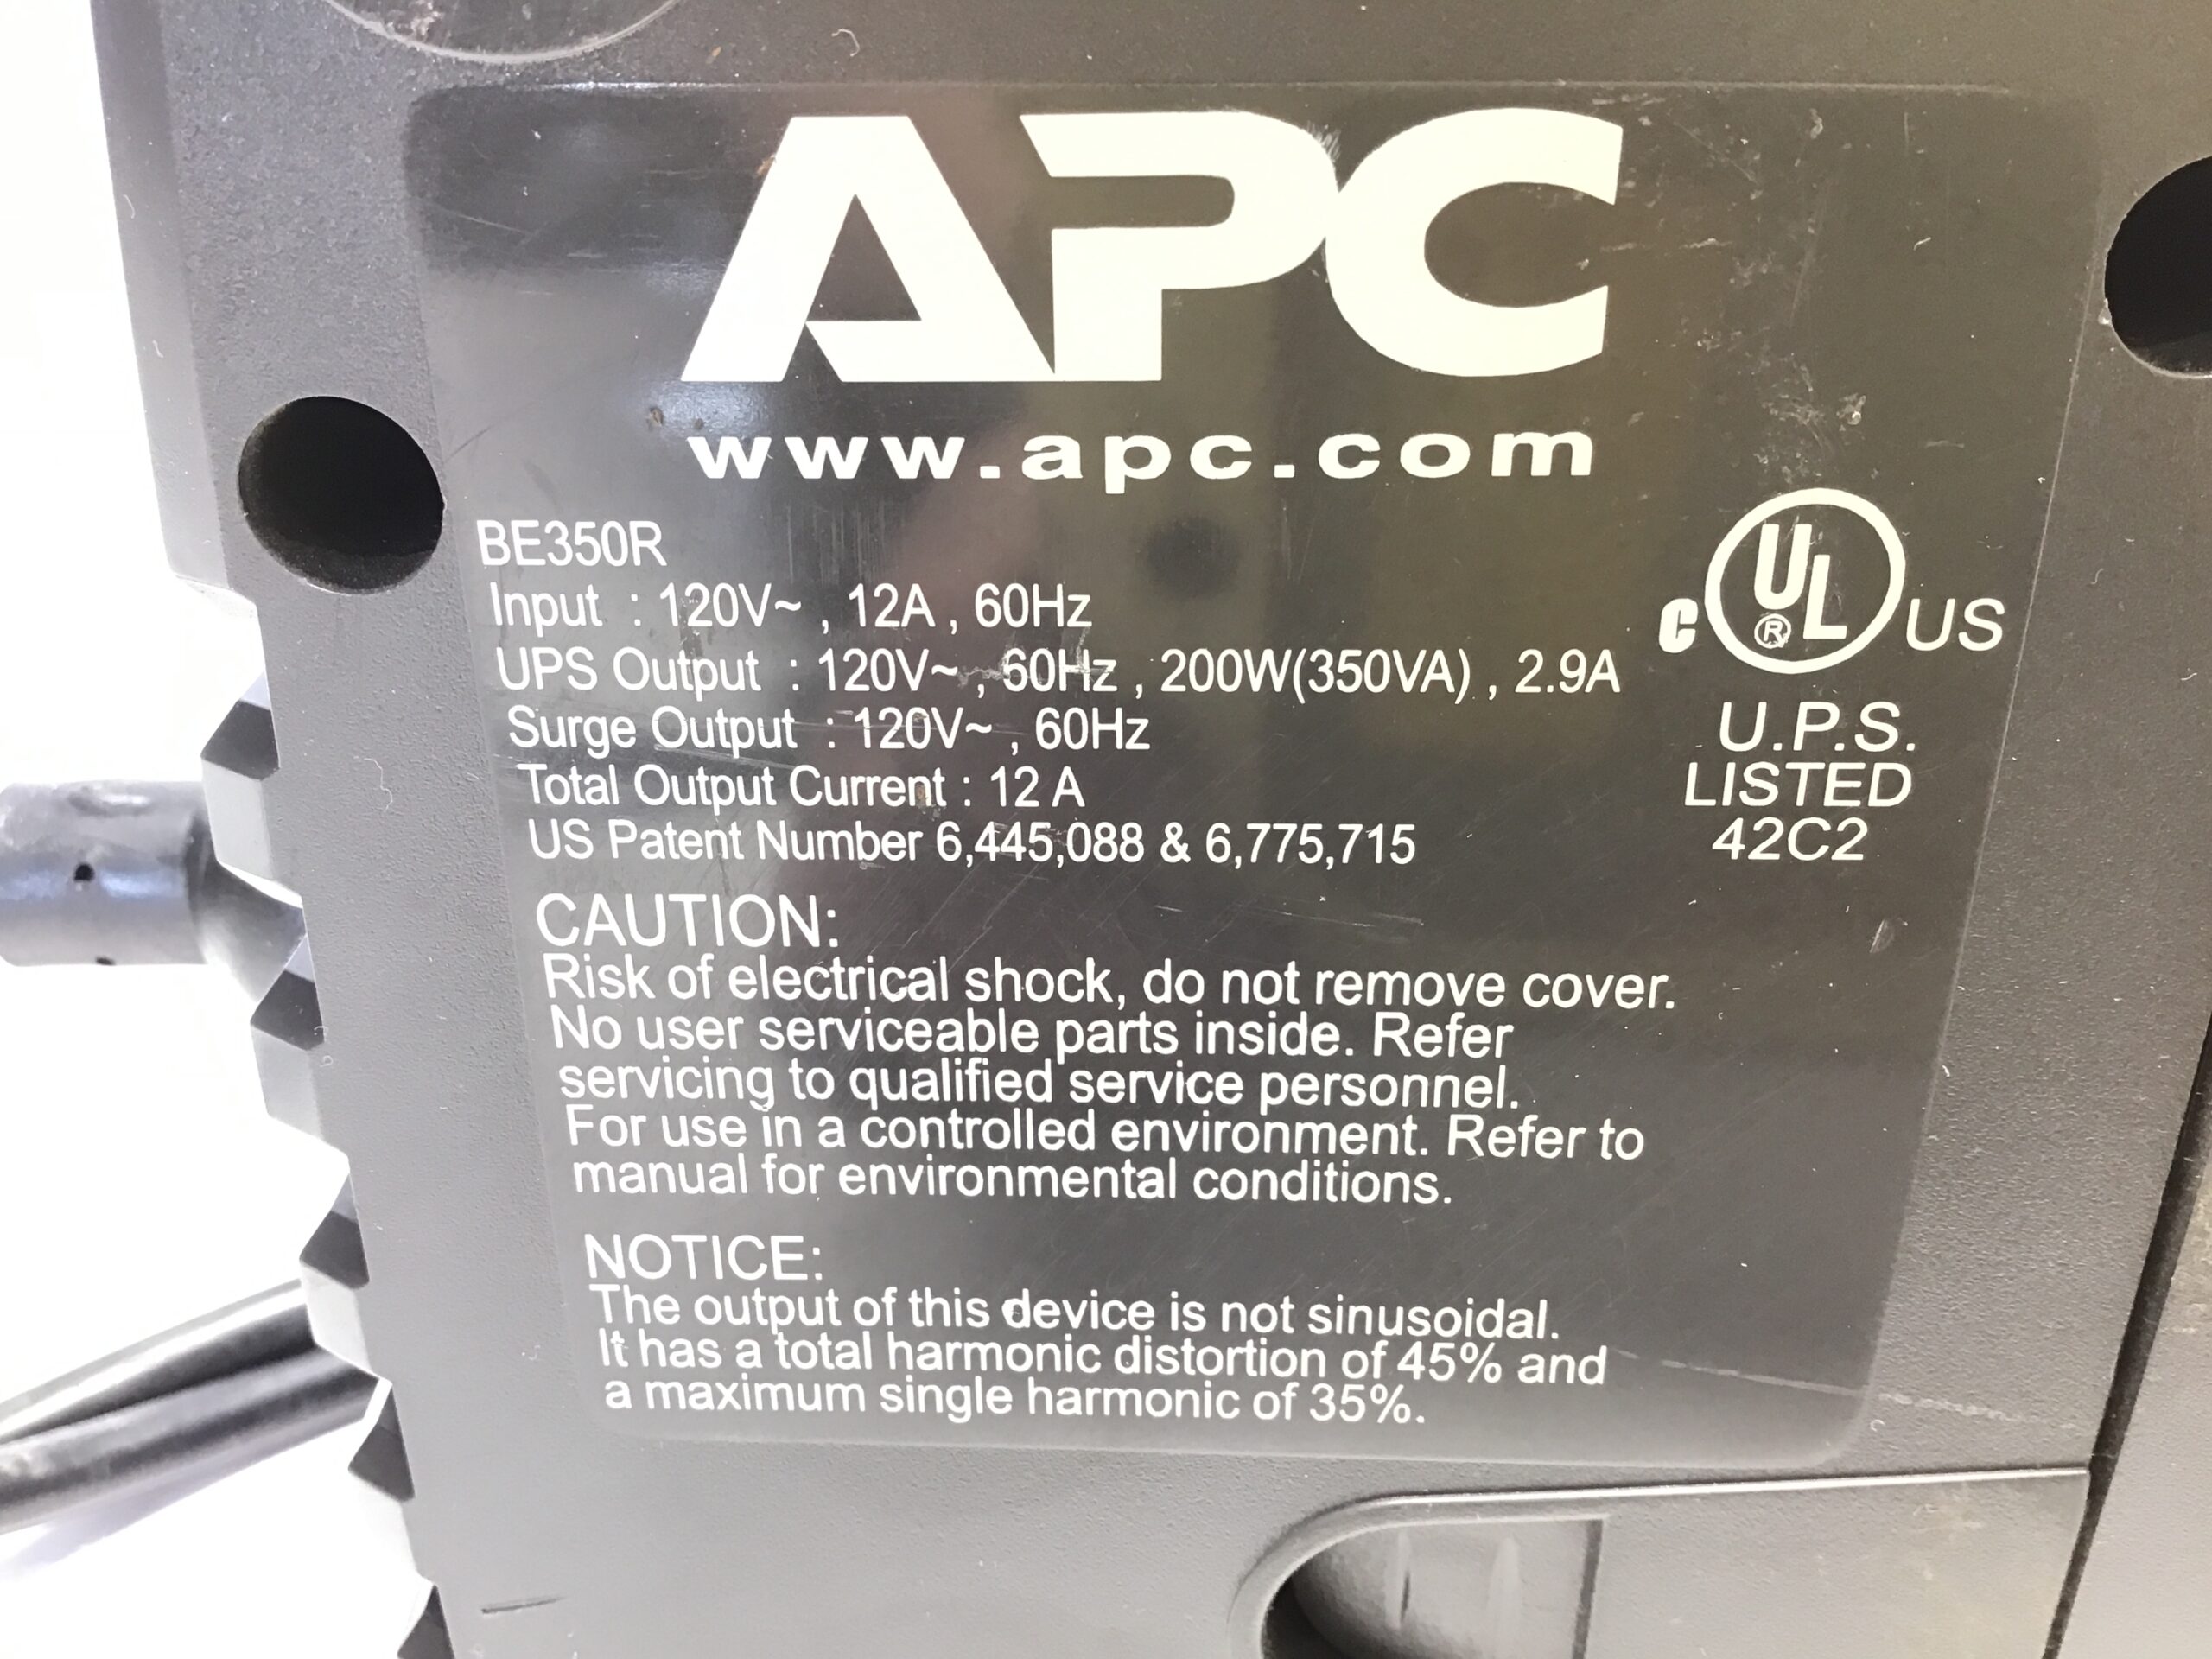 APC
www.apc.com
BE350R
Input : 120V~ , 12A , 60Hz
UPS Output : 120V~ , 60Hz , 200W(350VA) , 2.9A
Surge Output : 120V~ , 60Hz
Total Output Current : 12 A
US Patent Number 6,445,088 & 6,775,715
C UL ® US
U.P.S.
LISTED
42C2
CAUTION:
Risk of electrical shock, do not remove cover.
No user serviceable parts inside. Refer
servicing to qualified service personnel.
For use in a controlled environment. Refer to
manual for environmental conditions.
NOTICE:
The output of this device is not sinusoidal.
It has a total harmonic distortion of 45% and
a maximum single harmonic of 35%.